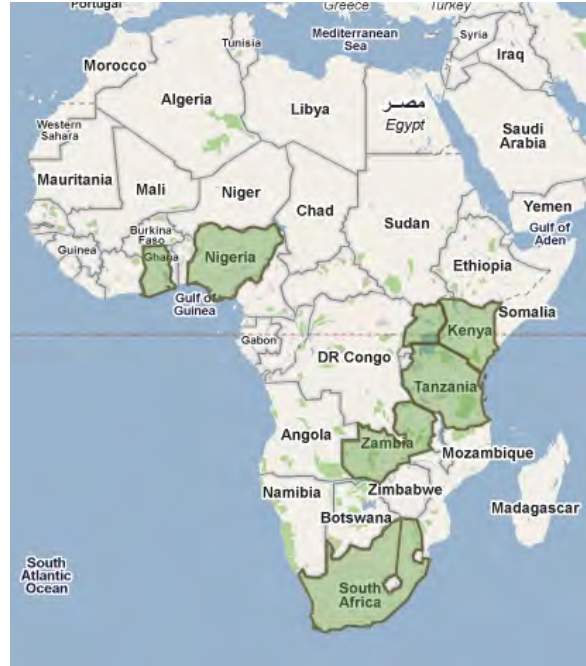 Portugal
Greece
Turkey
Tunisia
Mediterranean
Sea
Syria
Iraq
Morocco
Algeria
Libya
مصر
Egypt
Western
Sahara
Saudi
Arabia
Mauritania
Mali
Niger
Chad
Sudan
Yemen
Gulf of
Aden
Guinea
Burkina
Faso
Ghana
Nigeria
Ethiopia
Gulf of
Guinea
Somalia
Kenya
Gabon
DR Congo
Tanzania
Angola
Zambia
Mozambique
Namibia
Zimbabwe
Botswana
Madagascar
South
Atlantic
Ocean
South
Africa